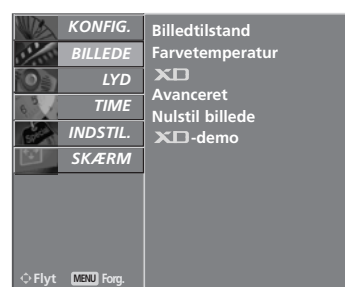 KONFIG.
BILLEDE
LYD
TIME
INDSTIL.
SKÆRM
Billedtilstand
Farvetemperatur
XD
Avanceret
Nulstil billede
XD-demo
Flyt MENU Forg.